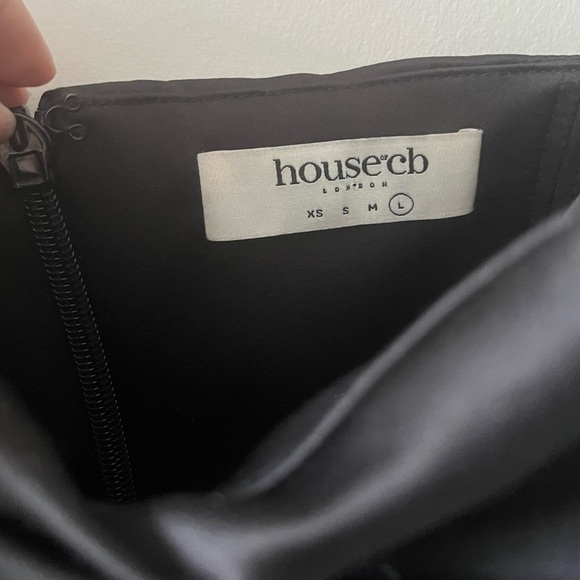 house OF cb
LONDON
XS S M L